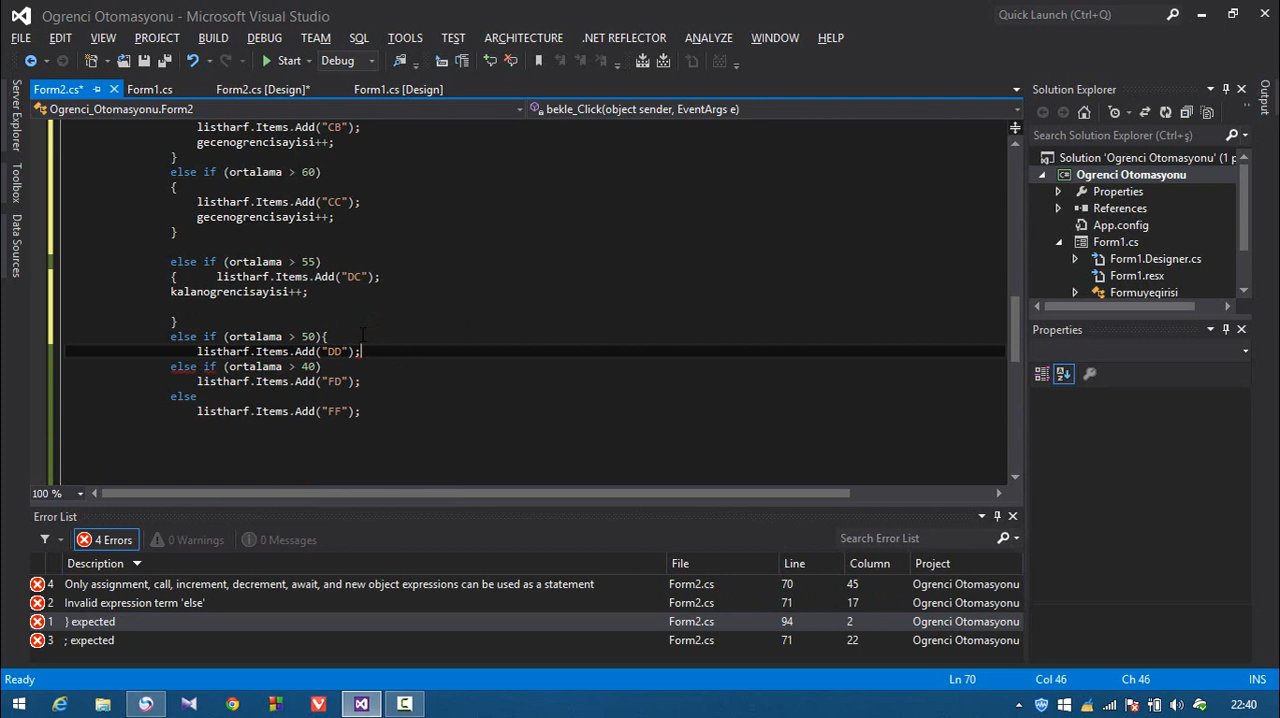 Ogrenci Otomasyonu - Microsoft Visual Studio
Quick Launch (Ctrl+Q)
FILE EDIT VIEW PROJECT BUILD DEBUG TEAM SQL TOOLS TEST ARCHITECTURE .NET REFLECTOR ANALYZE WINDOW HELP
Start Debug
Form2.cs* Form1.cs Form2.cs [Design]* Form1.cs [Design]
Ogrenci_Otomasyonu.Form2 bekle_Click(object sender, EventArgs e)
Server Explorer
Toolbox
Data Sources
listharf.Items.Add("CB");
gecenogrencisayisi++;
}
else if (ortalama > 60)
{
listharf.Items.Add("CC");
gecenogrencisayisi++;
}
else if (ortalama > 55)
{ listharf.Items.Add("DC");
kalanogrencisayisi++;
}
else if (ortalama > 50){
listharf.Items.Add("DD");
else if (ortalama > 40)
listharf.Items.Add("FD");
else
listharf.Items.Add("FF");
100 %
Solution Explorer
Search Solution Explorer (Ctrl+ş)
Solution 'Ogrenci Otomasyonu' (1 p
Ogrenci Otomasyonu
Properties
References
App.config
Form1.cs
Form1.Designer.cs
Form1.resx
Formuyegirisi
Properties
Output
Error List
4 Errors 0 Warnings 0 Messages
Search Error List
Description File Line Column Project
4 Only assignment, call, increment, decrement, await, and new object expressions can be used as a statement Form2.cs 70 45 Ogrenci Otomasyonu
2 Invalid expression term 'else' Form2.cs 71 17 Ogrenci Otomasyonu
1 } expected Form2.cs 94 2 Ogrenci Otomasyonu
3 ; expected Form2.cs 71 22 Ogrenci Otomasyonu
Ready Ln 70 Col 46 Ch 46 INS
22:40